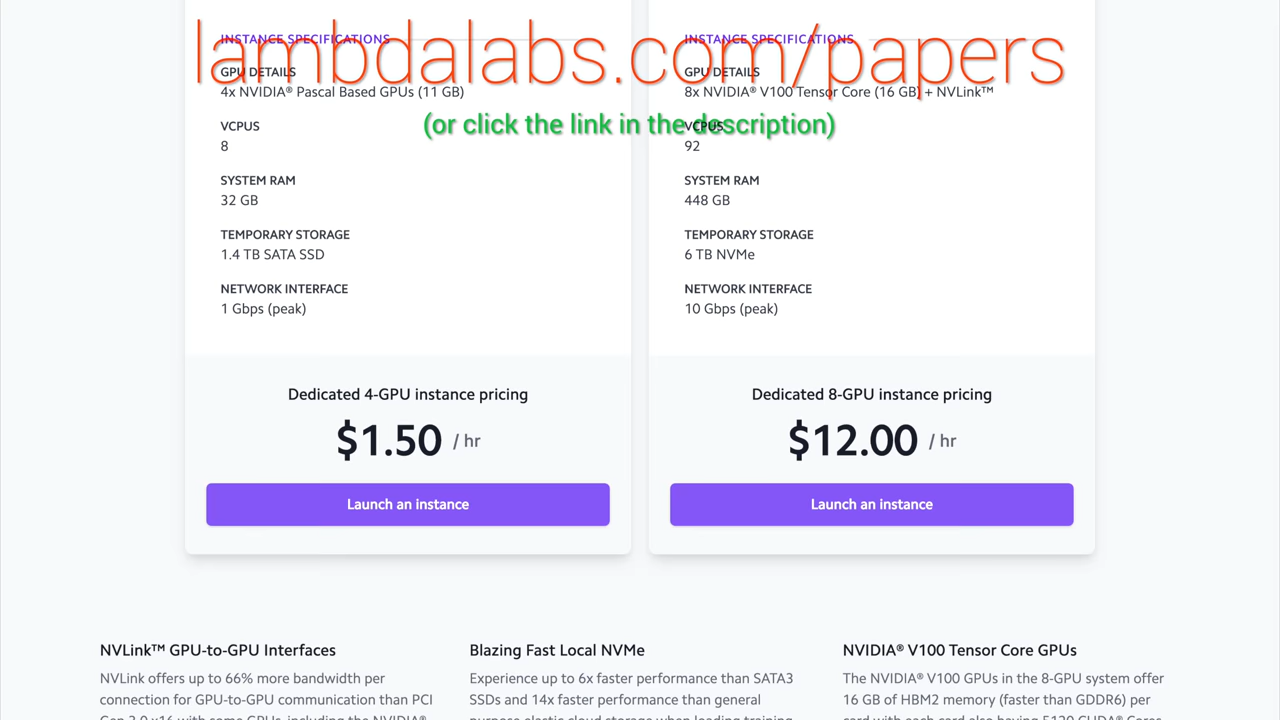 lambdalabs.com/papers
(or click the link in the description)
INSTANCE SPECIFICATIONS
GPU DETAILS
4x NVIDIA® Pascal Based GPUs (11 GB)
VCPUS
8
SYSTEM RAM
32 GB
TEMPORARY STORAGE
1.4 TB SATA SSD
NETWORK INTERFACE
1 Gbps (peak)
Dedicated 4-GPU instance pricing
$1.50 / hr
Launch an instance
INSTANCE SPECIFICATIONS
GPU DETAILS
8x NVIDIA® V100 Tensor Core (16 GB) + NVLink™
VCPUS
92
SYSTEM RAM
448 GB
TEMPORARY STORAGE
6 TB NVMe
NETWORK INTERFACE
10 Gbps (peak)
Dedicated 8-GPU instance pricing
$12.00 / hr
Launch an instance
NVLink™ GPU-to-GPU Interfaces
NVLink offers up to 66% more bandwidth per
connection for GPU-to-GPU communication than PCI
Blazing Fast Local NVMe
Experience up to 6x faster performance than SATA3
SSDs and 14x faster performance than general
NVIDIA® V100 Tensor Core GPUs
The NVIDIA® V100 GPUs in the 8-GPU system offer
16 GB of HBM2 memory (faster than GDDR6) per